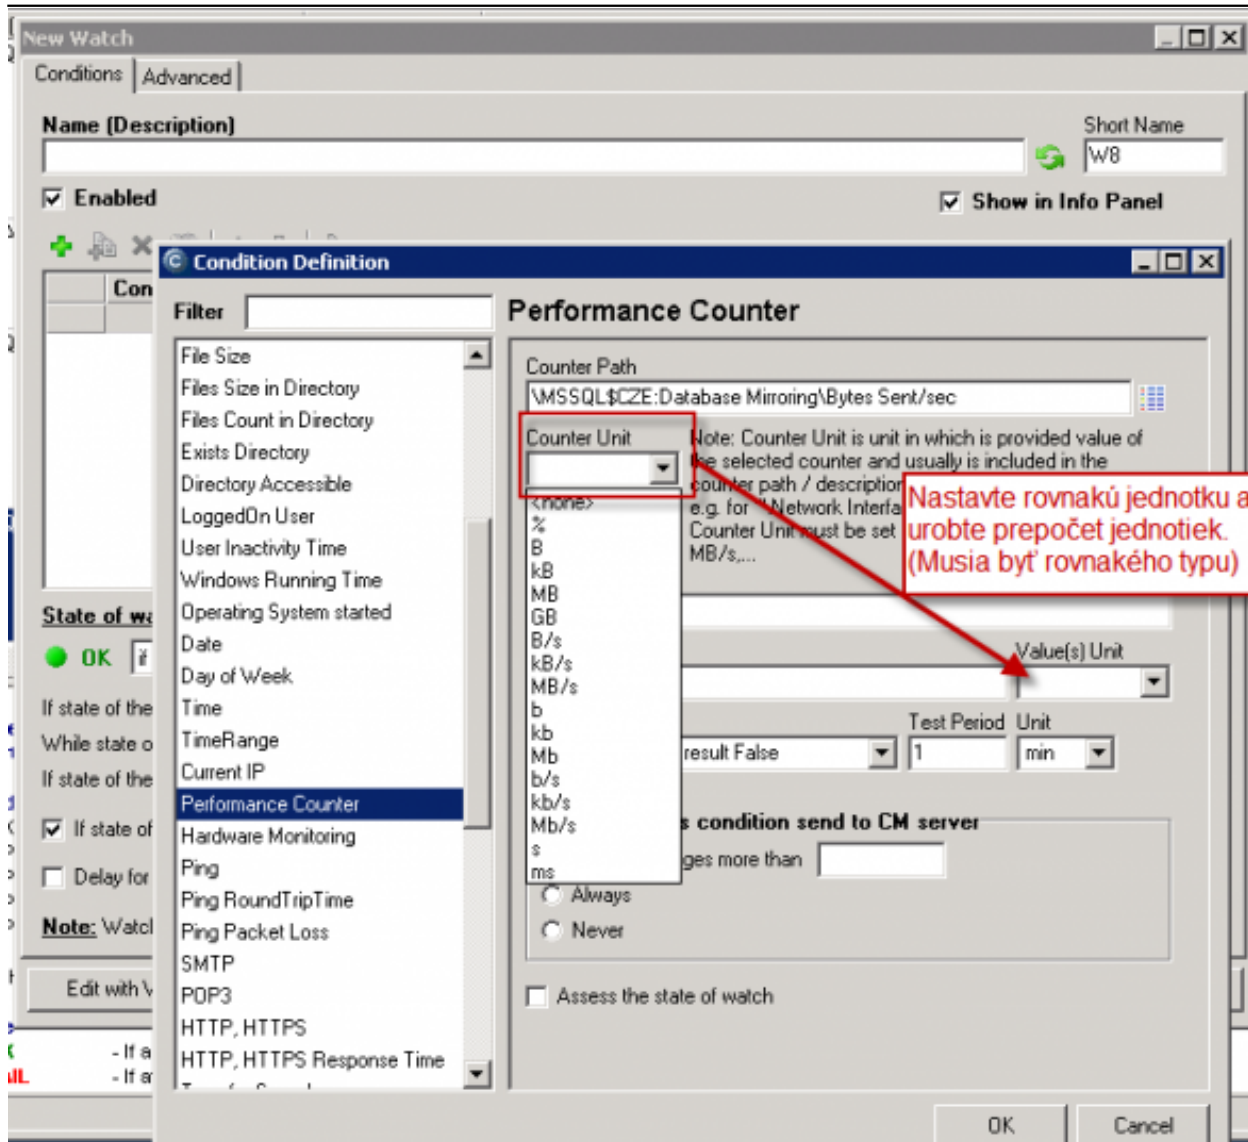 New Watch
Conditions
Advanced
Name (Description)
Short Name
W8
Enabled
Show in Info Panel
Con
State of wa
OK
If state of the
While state o
If state of the
If state of
Delay for
Note: Watcl
Edit with V
- If a
- If a
Condition Definition
Filter
File Size
Files Size in Directory
Files Count in Directory
Exists Directory
Directory Accessible
LoggedOn User
User Inactivity Time
Windows Running Time
Operating System started
Date
Day of Week
Time
TimeRange
Current IP
Performance Counter
Hardware Monitoring
Ping
Ping RoundTripTime
Ping Packet Loss
SMTP
POP3
HTTP, HTTPS
HTTP, HTTPS Response Time
Performance Counter
Counter Path
\MSSQL$CZE:Database Mirroring\Bytes Sent/sec
Counter Unit
Note: Counter Unit is unit in which is provided value of
the selected counter and usually is included in the
counter path / description
e.g. for "\Network Interfa
Counter Unit must be set
MB/s,...
<none>
%
B
kB
MB
GB
B/s
kB/s
MB/s
b
kb
Mb
b/s
kb/s
Mb/s
s
ms
Nastavte rovnakú jednotku a
urobte prepočet jednotiek.
(Musia byť rovnakého typu)
Value(s) Unit
Test Period
Unit
result False
1
min
s condition send to CM server
ges more than
Always
Never
Assess the state of watch
OK
Cancel